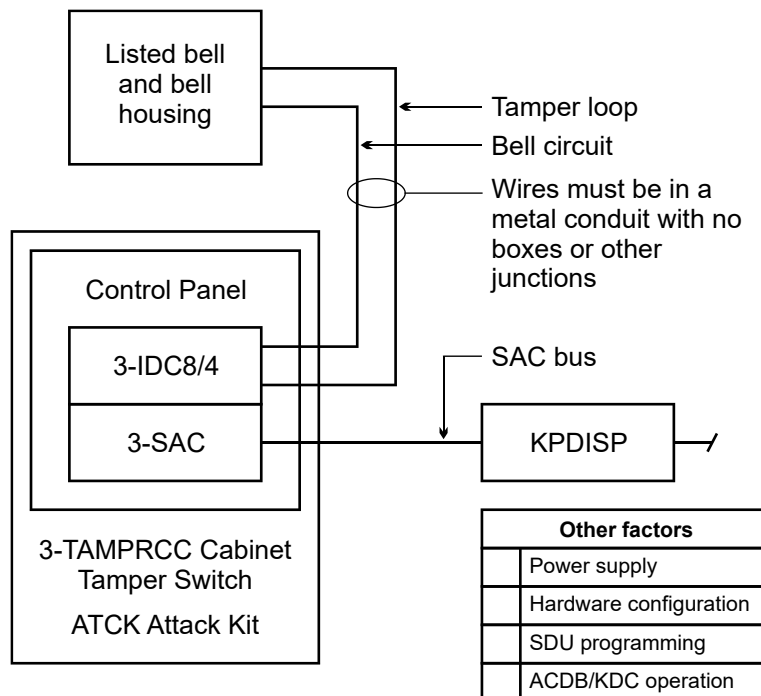 Listed bell
and bell
housing
Tamper loop
Bell circuit
Wires must be in a
metal conduit with no
boxes or other
junctions
Control Panel
3-IDC8/4
3-SAC
SAC bus
KPDISP
3-TAMPRCC Cabinet
Tamper Switch
ATCK Attack Kit
Other factors
Power supply
Hardware configuration
SDU programming
ACDB/KDC operation